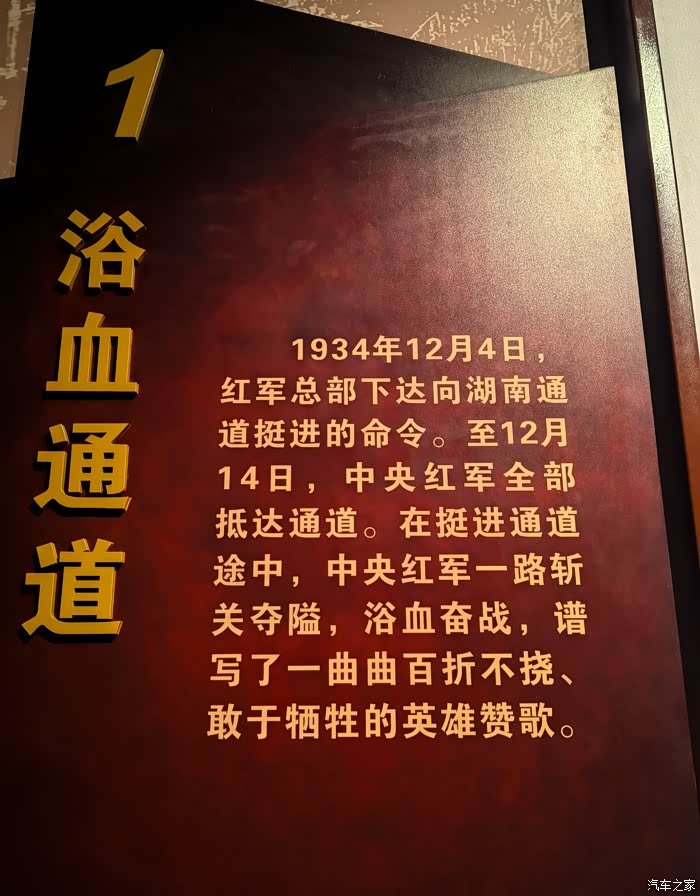 1
浴血通道
1934年12月4日，
红军总部下达向湖南通
道挺进的命令。至12月
14日，中央红军全部
抵达通道。在挺进通道
途中，中央红军一路斩
关夺隘，浴血奋战，谱
写了一曲曲百折不挠、
敢于牺牲的英雄赞歌。
汽车之家